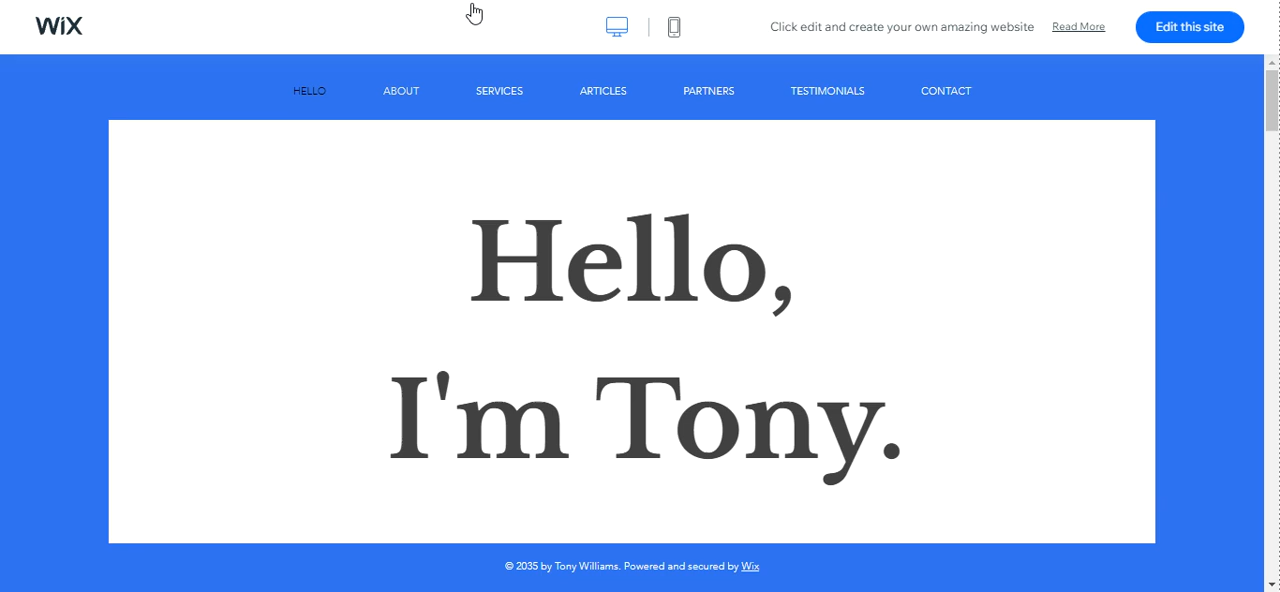 WiX
Click edit and create your own amazing website Read More Edit this site
HELLO ABOUT SERVICES ARTICLES PARTNERS TESTIMONIALS CONTACT
Hello,
I'm Tony.
© 2035 by Tony Williams. Powered and secured by Wix